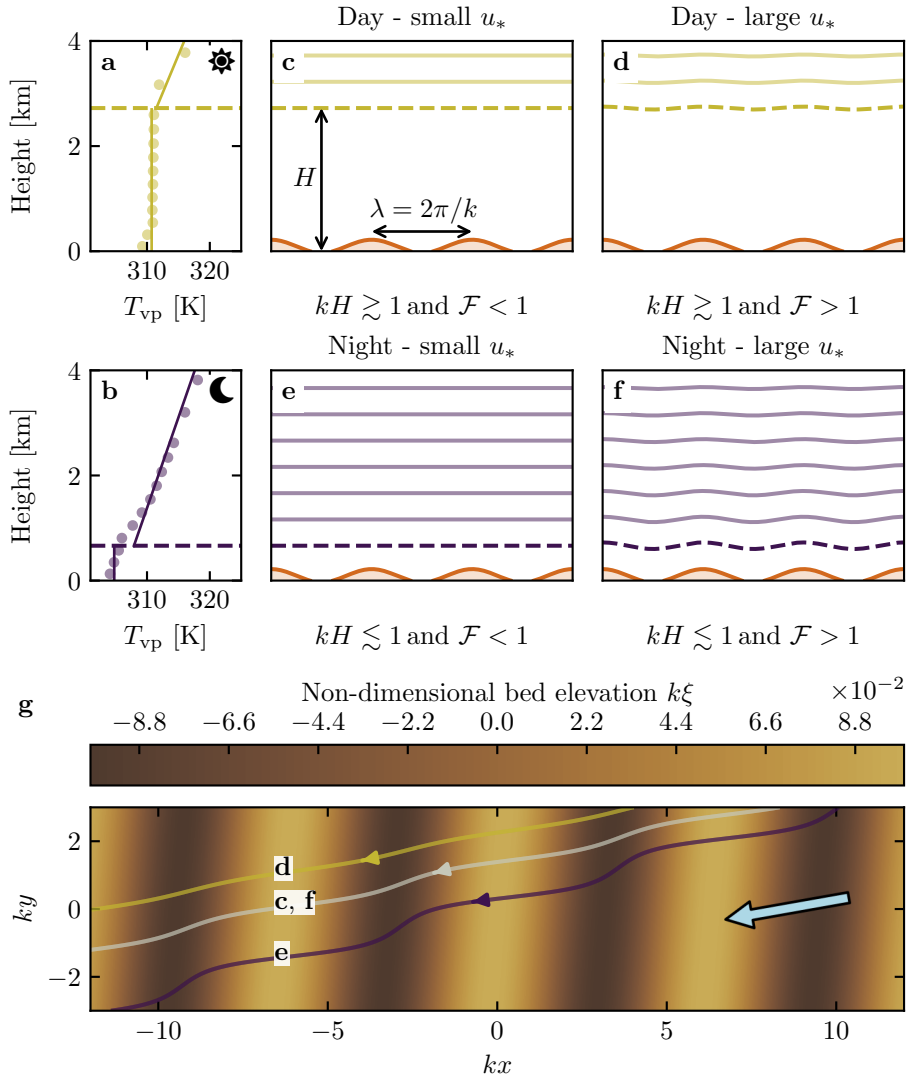 Day - small u*
Day - large u*
a
c
d
Height [km]
4
2
0
310
320
T_vp [K]
H
λ = 2π/k
kH ≳ 1 and ℱ < 1
kH ≳ 1 and ℱ > 1
Night - small u*
Night - large u*
b
e
f
Height [km]
4
2
0
310
320
T_vp [K]
kH ≲ 1 and ℱ < 1
kH ≲ 1 and ℱ > 1
g
Non-dimensional bed elevation kξ
×10⁻²
−8.8 −6.6 −4.4 −2.2 0.0 2.2 4.4 6.6 8.8
ky
2
0
−2
d
c, f
e
−10 −5 0 5 10
kx